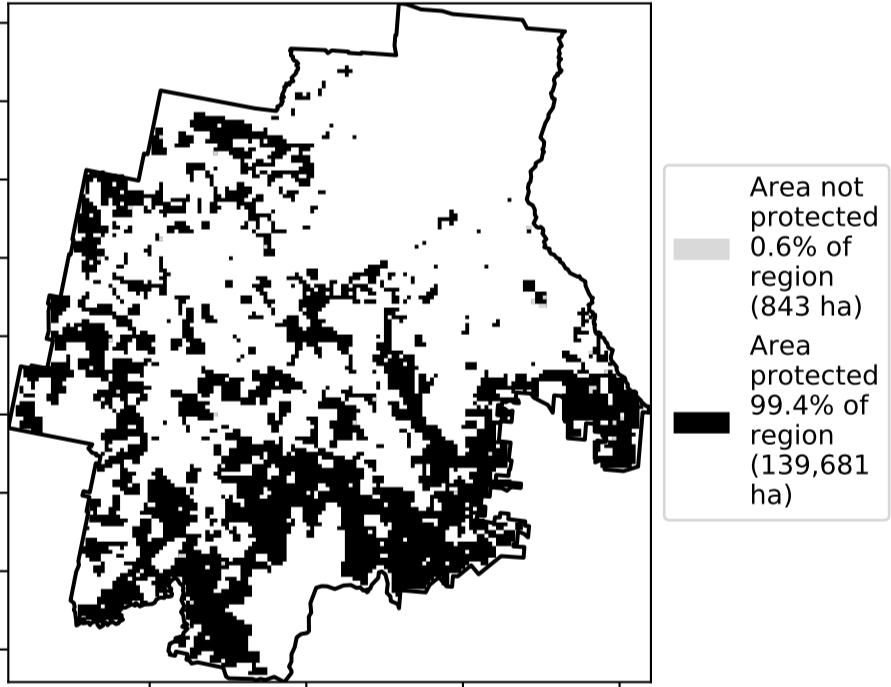 Area not
protected
0.6% of
region
(843 ha)
Area
protected
99.4% of
region
(139,681
ha)